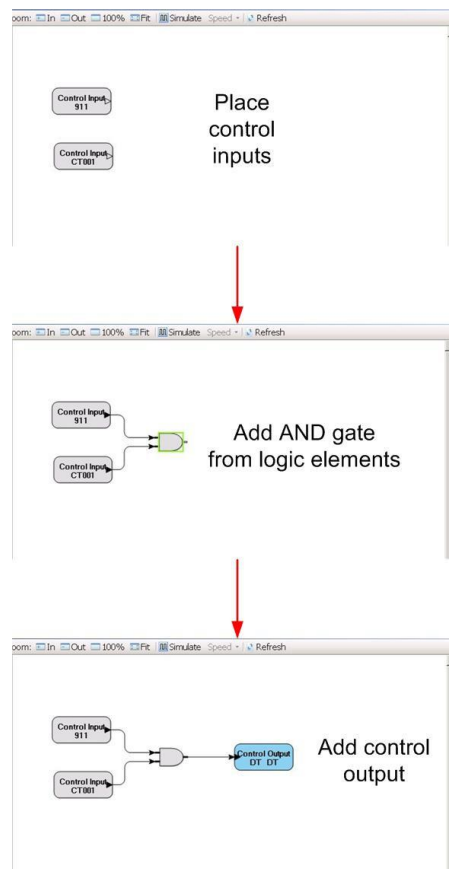 oom: In Out 100% Fit Simulate Speed Refresh
Control Input
911
Control Input
CT001
Place
control
inputs
oom: In Out 100% Fit Simulate Speed Refresh
Control Input
911
Control Input
CT001
Add AND gate
from logic elements
oom: In Out 100% Fit Simulate Speed Refresh
Control Input
911
Control Input
CT001
Control Output
DT DT
Add control
output